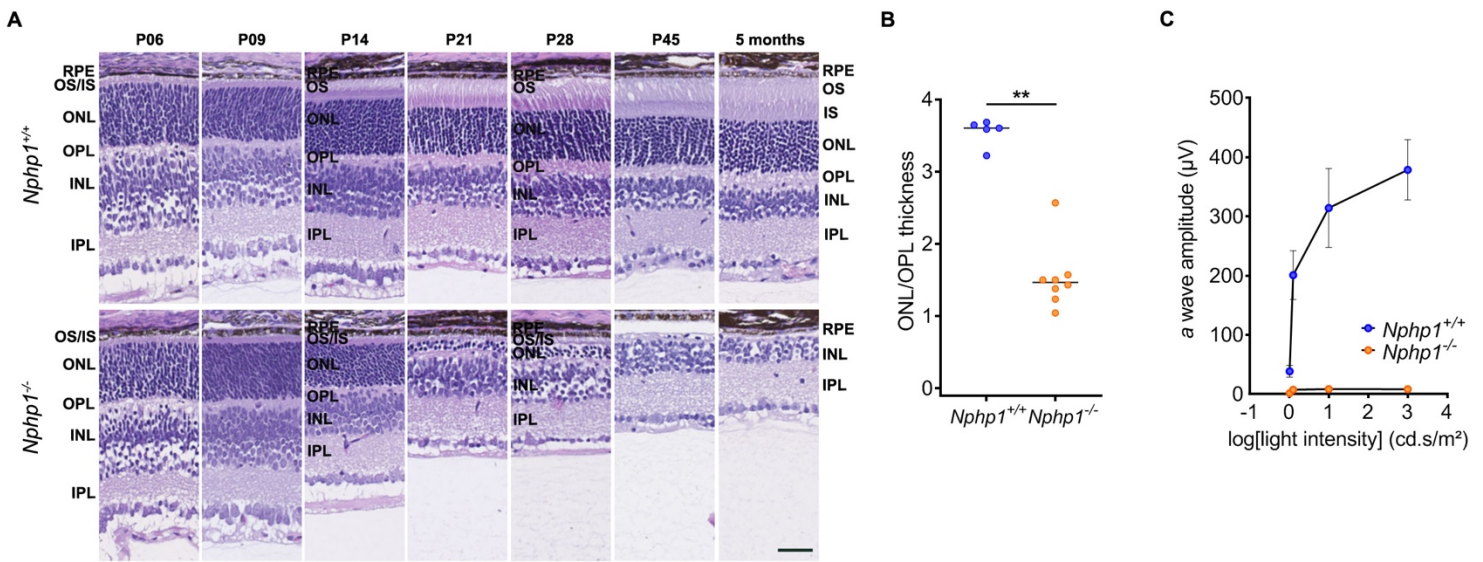 A
P06 P09 P14 P21 P28 P45 5 months
Nphp1+/+
RPE
OS/IS
ONL
OPL
INL
IPL
RPE
OS
ONL
OPL
INL
IPL
RPE
OS
ONL
OPL
INL
IPL
RPE
OS
IS
ONL
OPL
INL
IPL
Nphp1-/-
OS/IS
ONL
OPL
INL
IPL
RPE
OS/IS
ONL
OPL
INL
IPL
RPE
OS/IS
ONL
INL
IPL
RPE
INL
IPL
B
**
ONL/OPL thickness
4
3
2
1
0
Nphp1+/+ Nphp1-/-
C
a wave amplitude (µV)
500
400
300
200
100
0
Nphp1+/+
Nphp1-/-
-1 0 1 2 3 4
log[light intensity] (cd.s/m²)